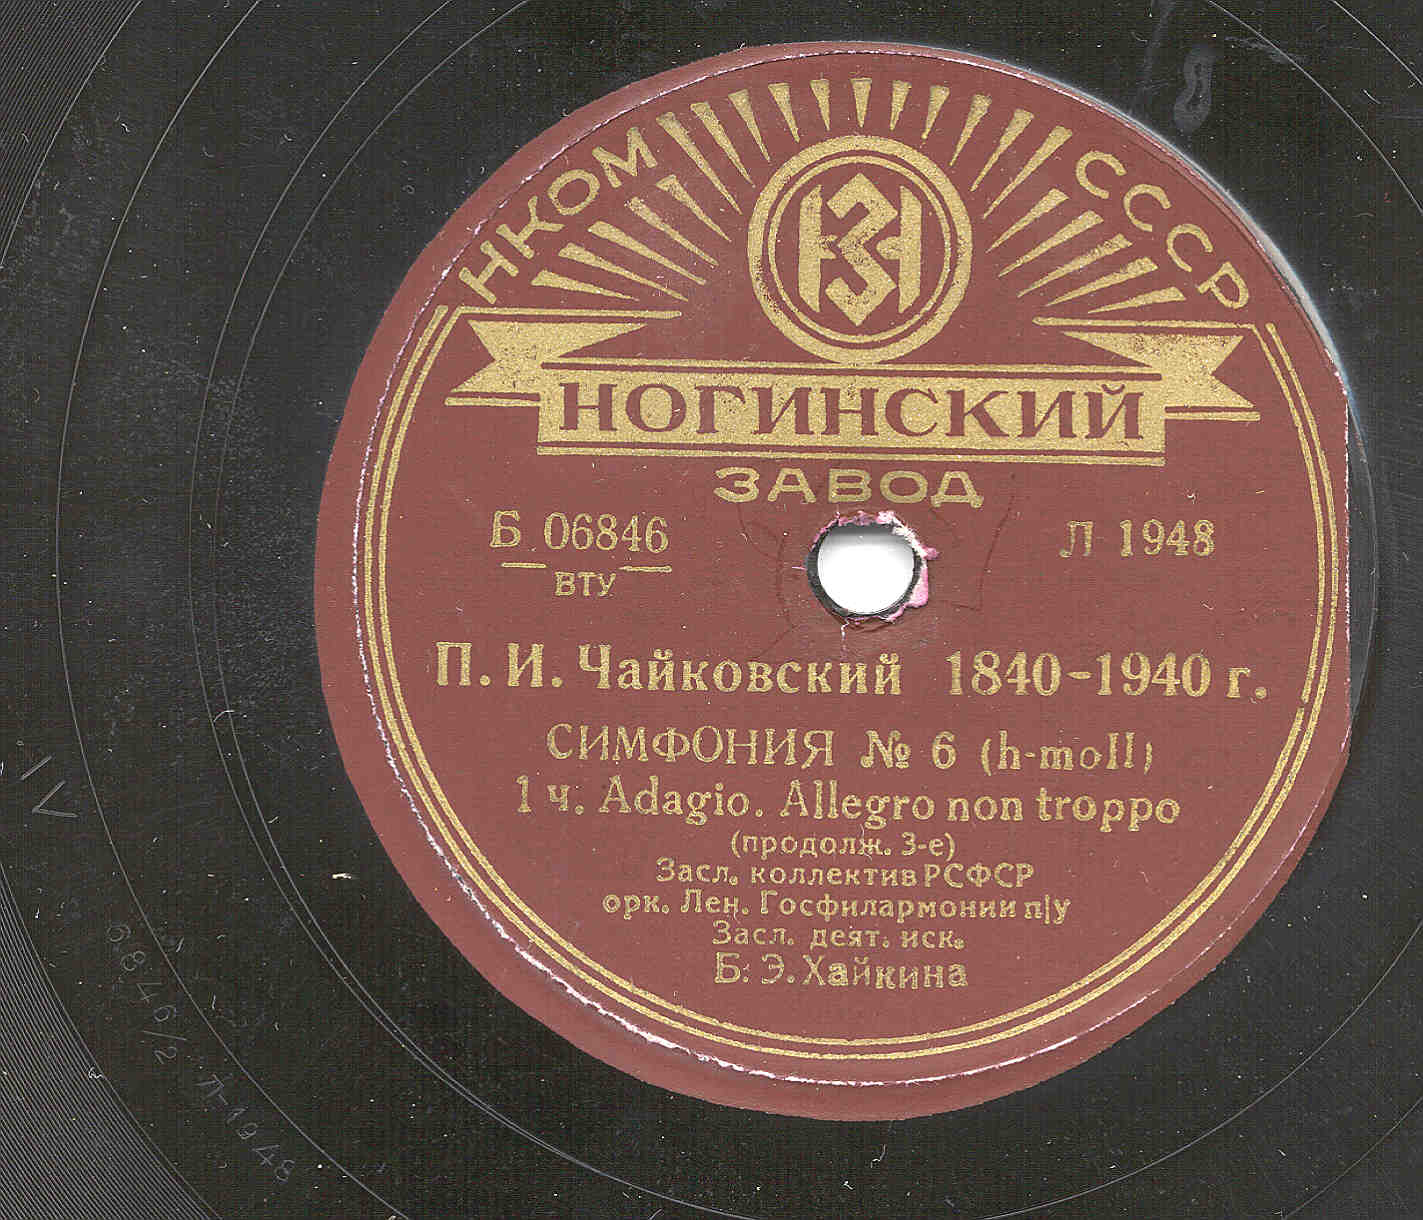 НКОМ СССР
НЗ
НОГИНСКИЙ
ЗАВОД
Б 06846 Л 1948
ВТУ
П. И. Чайковский 1840-1940 г.
СИМФОНИЯ № 6 (h-moll)
1 ч. Adagio. Allegro non troppo
(продолж. 3-е)
Засл. коллектив РСФСР
орк. Лен. Госфилармонии п|у
Засл. деят. иск.
Б. Э. Хайкина
IV
6846/2 Л-1948